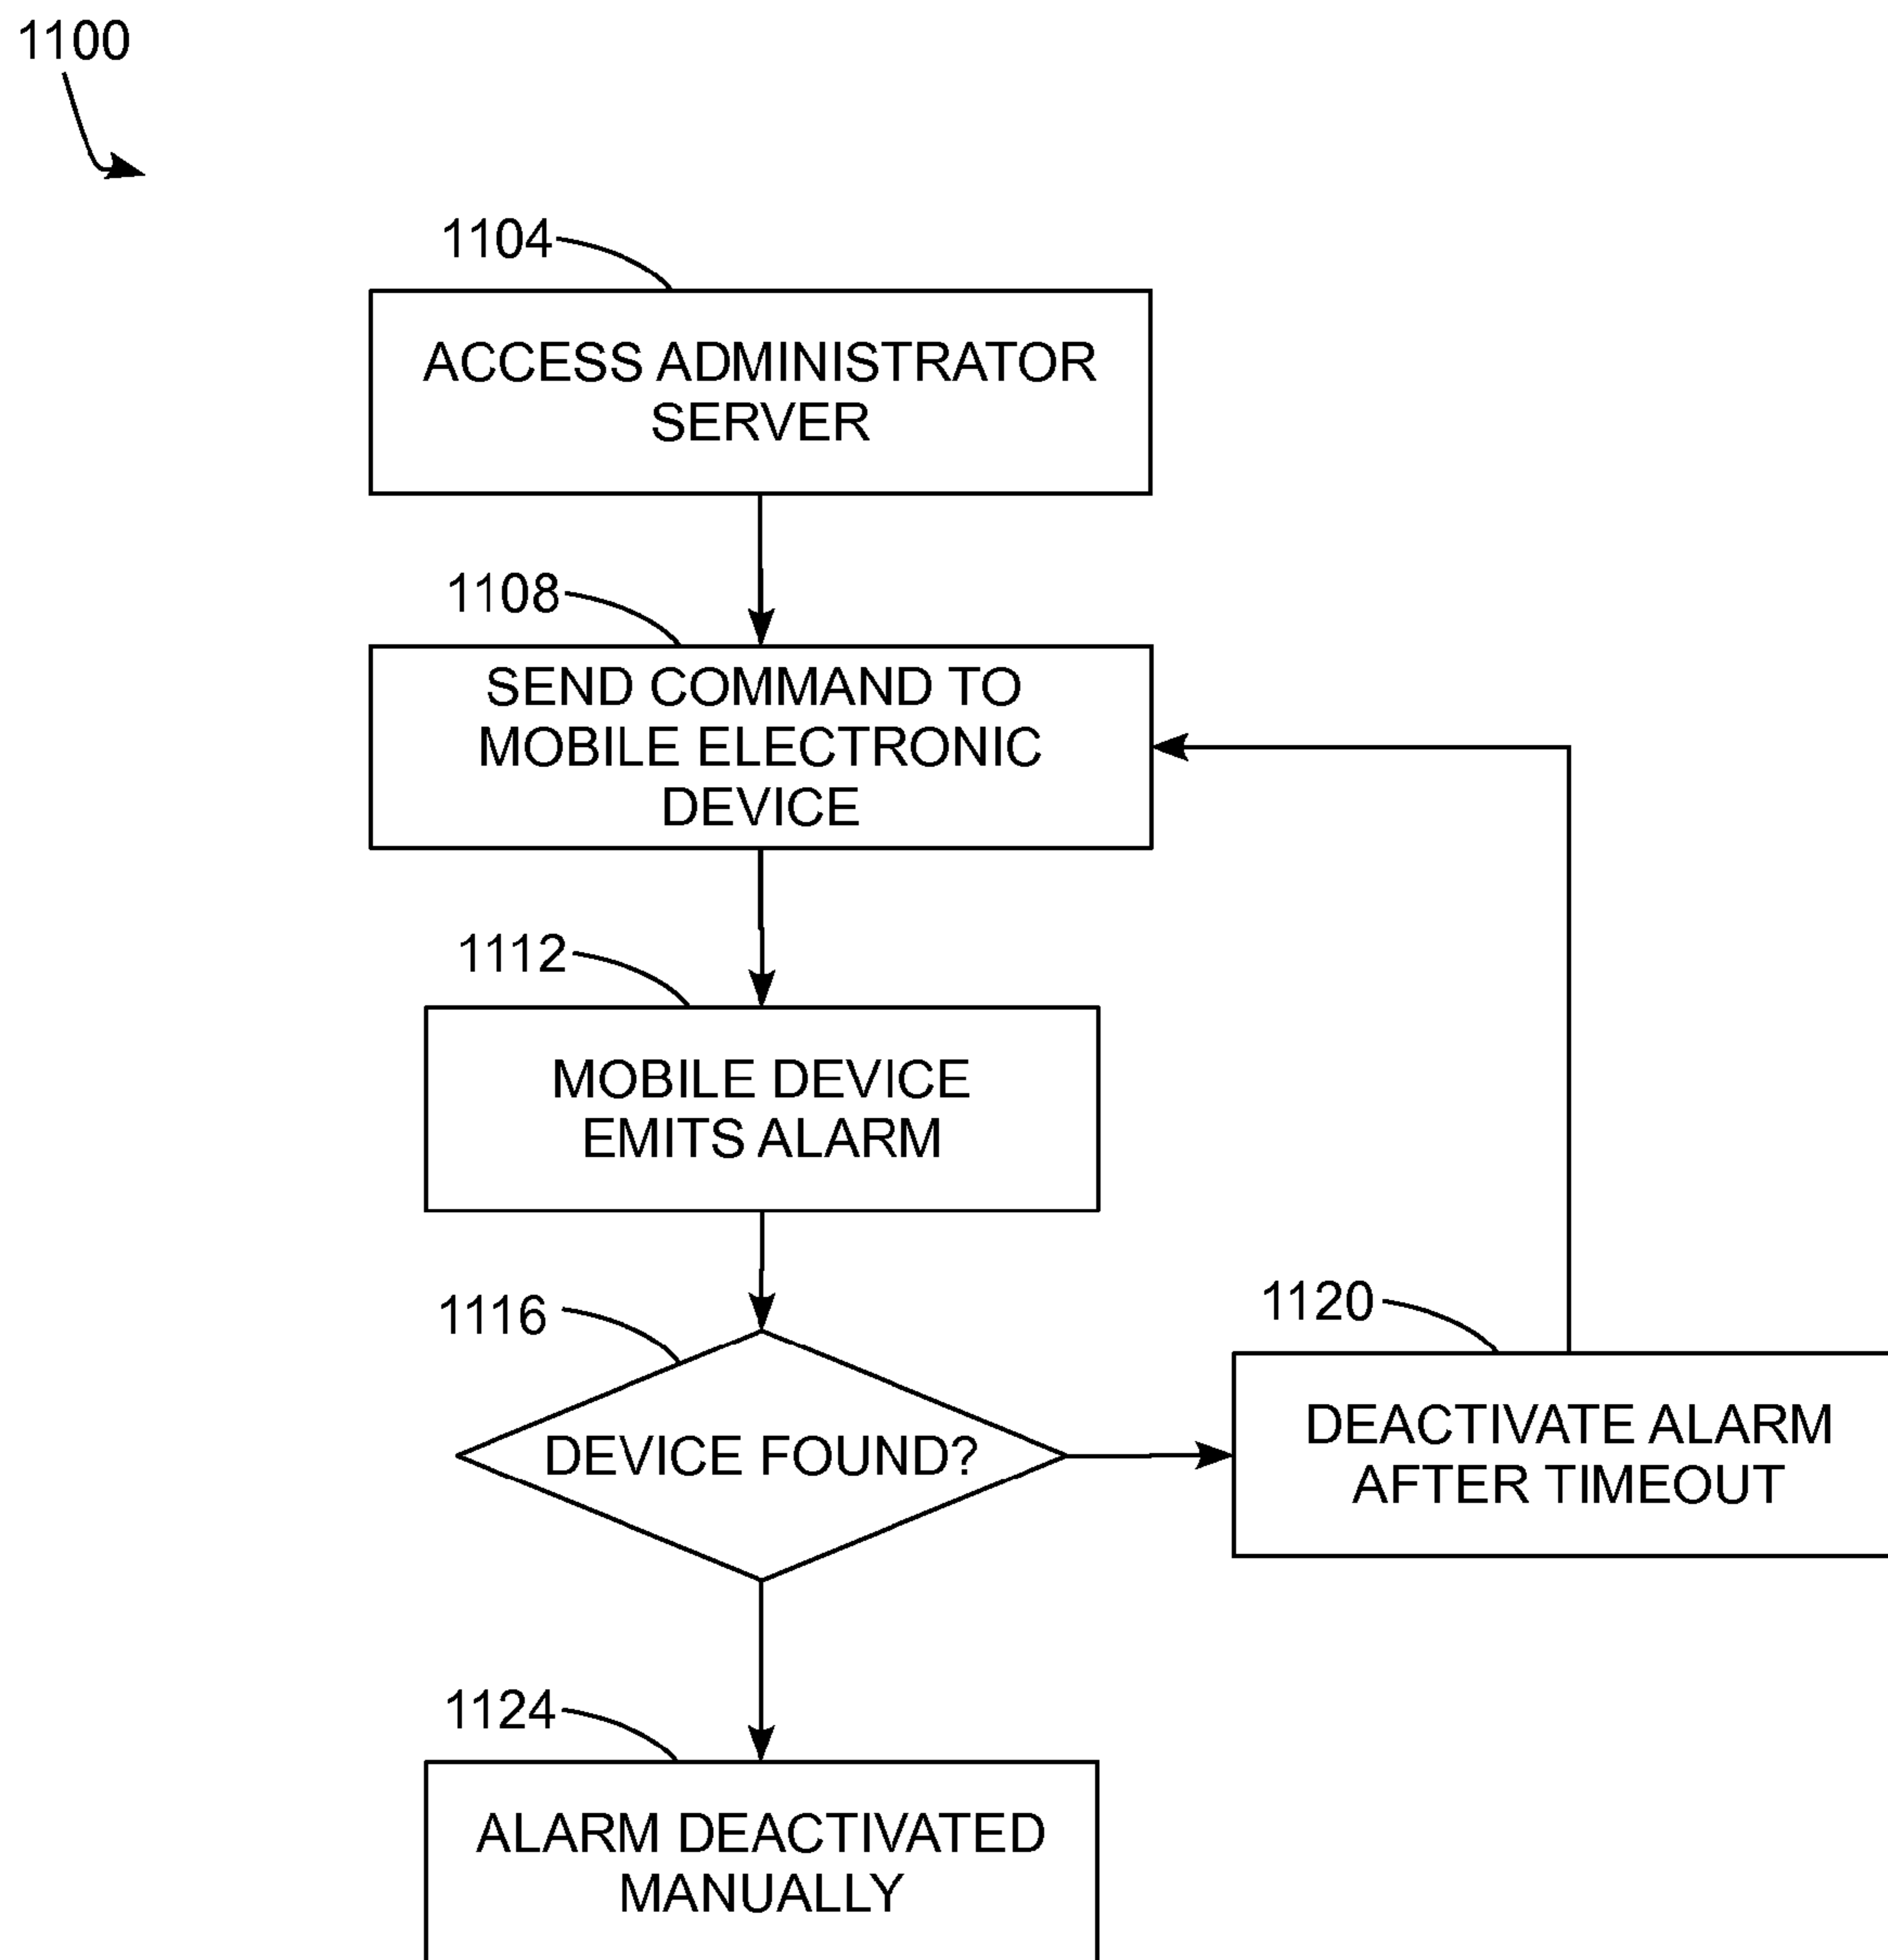 1100
1104
ACCESS ADMINISTRATOR
SERVER
1108
SEND COMMAND TO
MOBILE ELECTRONIC
DEVICE
1112
MOBILE DEVICE
EMITS ALARM
1116
DEVICE FOUND?
1120
DEACTIVATE ALARM
AFTER TIMEOUT
1124
ALARM DEACTIVATED
MANUALLY